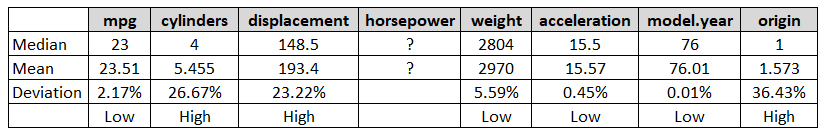 mpg cylinders displacement horsepower weight acceleration model.year origin
Median 23 4 148.5 ? 2804 15.5 76 1
Mean 23.51 5.455 193.4 ? 2970 15.57 76.01 1.573
Deviation 2.17% 26.67% 23.22% 5.59% 0.45% 0.01% 36.43%
Low High High Low Low Low High